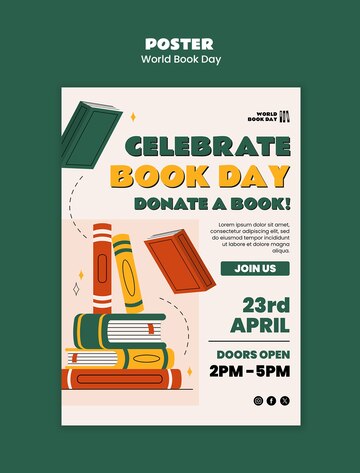 POSTER
World Book Day
WORLD
BOOK DAY
CELEBRATE
BOOK DAY
DONATE A BOOK!
Lorem ipsum dolor sit amet,
consectetur adipiscing elit,
sed do eiusmod tempor
incididunt ut labore et
dolore magna
aliqua.
JOIN US
23rd
APRIL
DOORS OPEN
2PM – 5PM